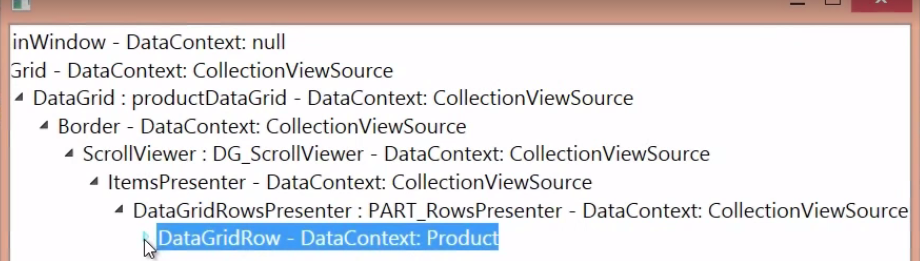 inWindow - DataContext: null
Grid - DataContext: CollectionViewSource
DataGrid : productDataGrid - DataContext: CollectionViewSource
Border - DataContext: CollectionViewSource
ScrollViewer : DG_ScrollViewer - DataContext: CollectionViewSource
ItemsPresenter - DataContext: CollectionViewSource
DataGridRowsPresenter : PART_RowsPresenter - DataContext: CollectionViewSource
DataGridRow - DataContext: Product